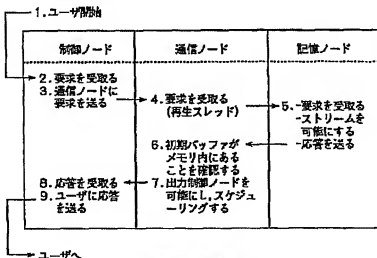 1.ユーザ開始
制御ノード
通信ノード
記憶ノード
2.要求を受取る
3.通信ノードに
要求を送る
4.要求を受取る
(再生スレッド)
5.-要求を受取る
-ストリームを
可能にする
-応答を送る
6.初期バッファが
メモリ内にある
ことを確認する
7.出力制御ノードを
可能にし,スケジュ
ーリングする
8.応答を受取る
9.ユーザに応答
を送る
ユーザへ